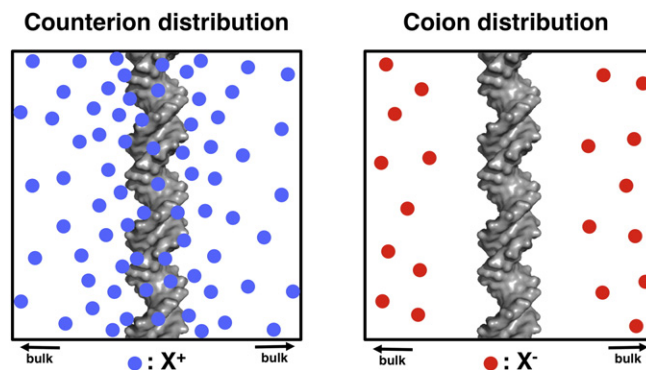 Counterion distribution
Coion distribution
bulk
bulk
bulk
bulk
: X⁺
: X⁻